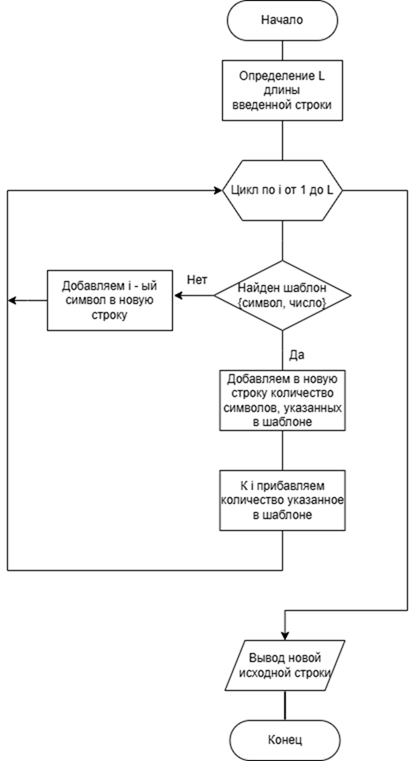 Начало
Определение L
длины
введенной строки
Цикл по i от 1 до L
Найден шаблон
{символ, число}
Нет
Добавляем i - ый
символ в новую
строку
Да
Добавляем в новую
строку количество
символов, указанных
в шаблоне
К i прибавляем
количество указанное
в шаблоне
Вывод новой
исходной строки
Конец